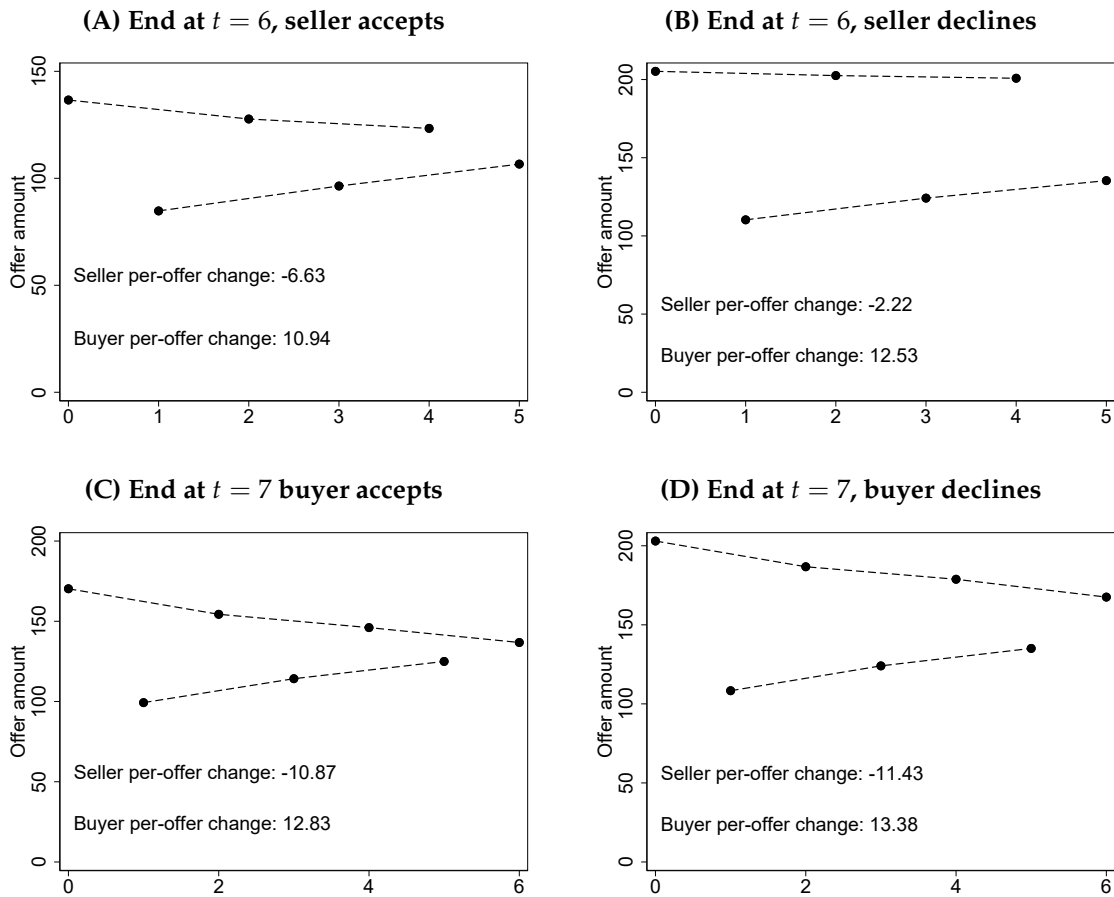 (A) End at t = 6, seller accepts
150
100
50
0
Offer amount
Seller per-offer change: -6.63
Buyer per-offer change: 10.94
0 1 2 3 4 5
(B) End at t = 6, seller declines
200
150
100
50
0
Offer amount
Seller per-offer change: -2.22
Buyer per-offer change: 12.53
0 1 2 3 4 5
(C) End at t = 7 buyer accepts
200
150
100
50
0
Offer amount
Seller per-offer change: -10.87
Buyer per-offer change: 12.83
0 2 4 6
(D) End at t = 7, buyer declines
200
150
100
50
0
Offer amount
Seller per-offer change: -11.43
Buyer per-offer change: 13.38
0 2 4 6